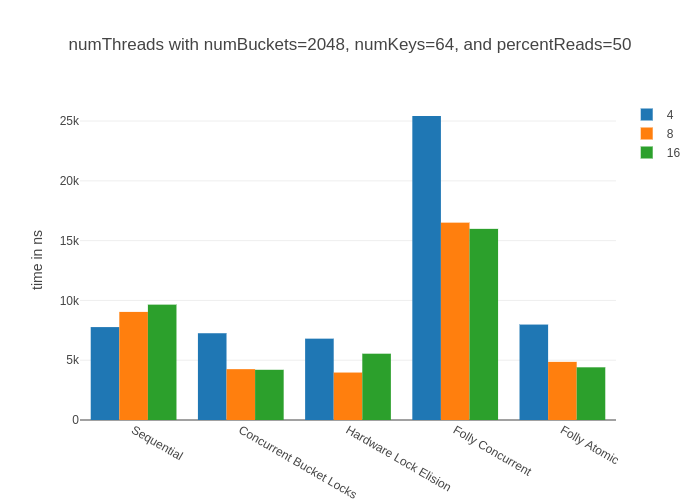 numThreads with numBuckets=2048, numKeys=64, and percentReads=50
4
8
16
25k
20k
15k
10k
5k
0
time in ns
Sequential
Concurrent Bucket Locks
Hardware Lock Elision
Folly Concurrent
Folly Atomic